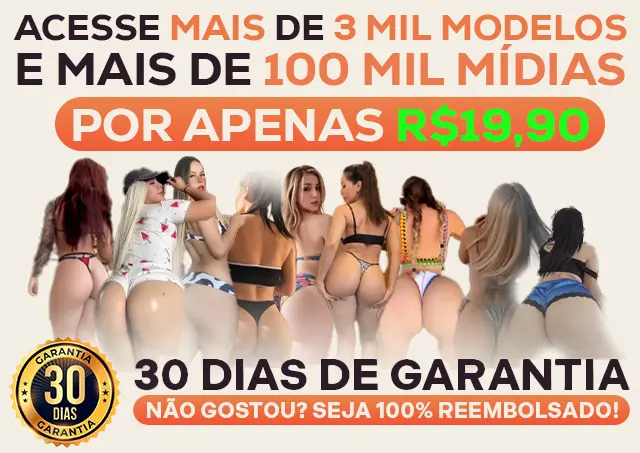 ACESSE MAIS DE 3 MIL MODELOS
E MAIS DE 100 MIL MÍDIAS
POR APENAS R$19,90
GARANTIA
30
DIAS
GARANTIA
30 DIAS DE GARANTIA
NÃO GOSTOU? SEJA 100% REEMBOLSADO!